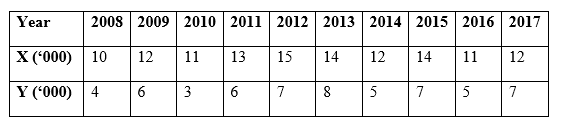 Year 2008 2009 2010 2011 2012 2013 2014 2015 2016 2017
X (‘000) 10 12 11 13 15 14 12 14 11 12
Y (‘000) 4 6 3 6 7 8 5 7 5 7